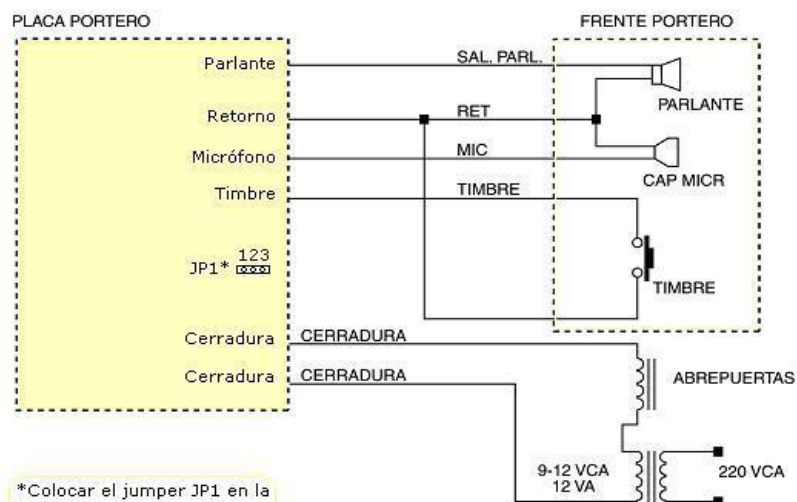 PLACA PORTERO
FRENTE PORTERO
Parlante
SAL. PARL.
PARLANTE
Retorno
RET
Micrófono
MIC
CAP MICR
Timbre
TIMBRE
JP1* 123
TIMBRE
Cerradura
CERRADURA
Cerradura
CERRADURA
ABREPUERTAS
9-12 VCA
12 VA
220 VCA
*Colocar el jumper JP1 en la